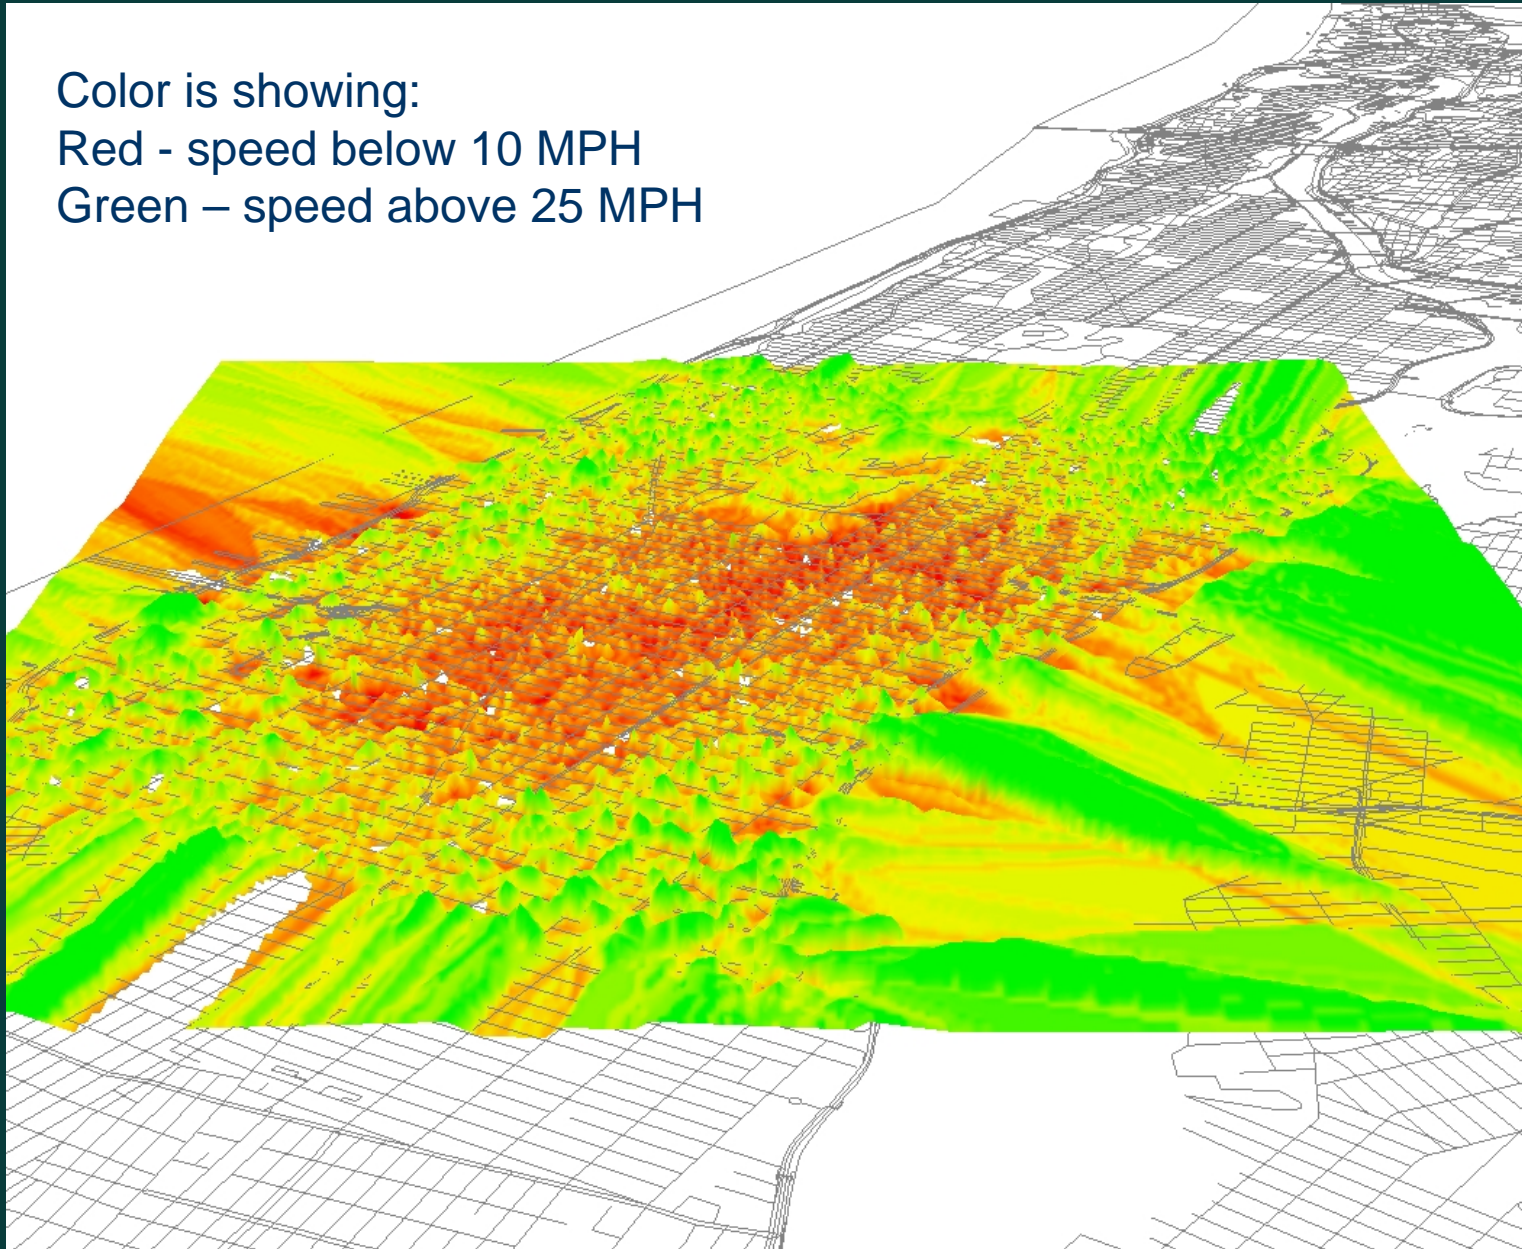 Color is showing:
Red - speed below 10 MPH
Green – speed above 25 MPH